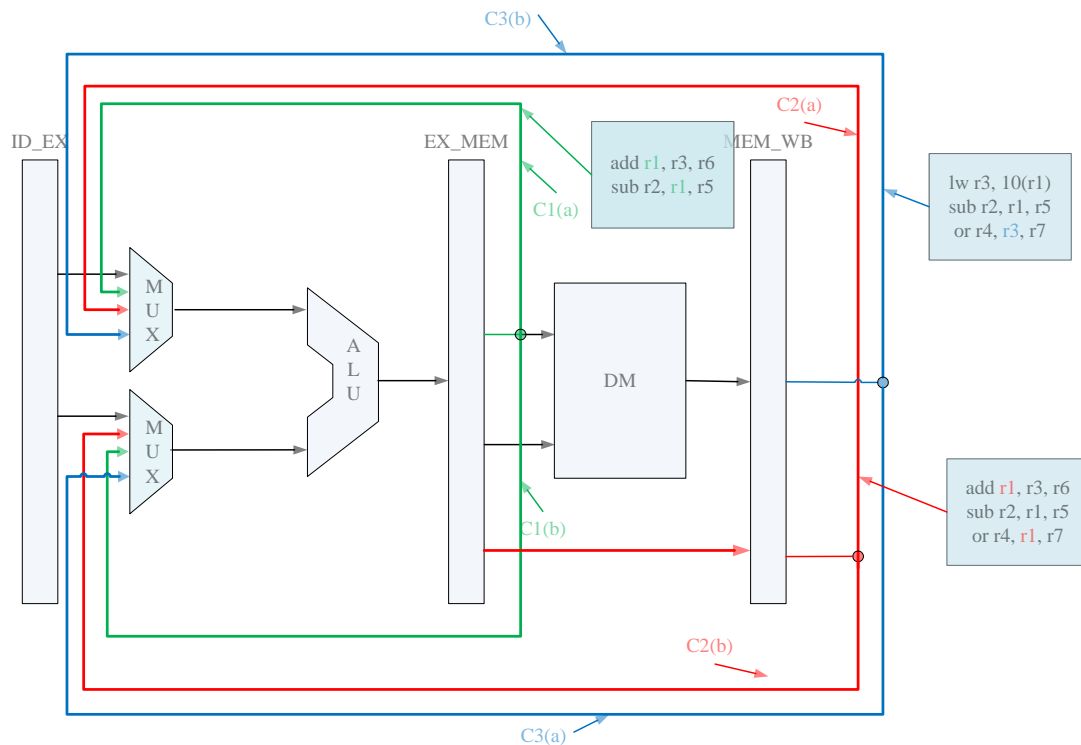 C3(b)
C2(a)
ID_EX
EX_MEM
MEM_WB
add r1, r3, r6
sub r2, r1, r5
C1(a)
lw r3, 10(r1)
sub r2, r1, r5
or r4, r3, r7
M
U
X
A
L
U
DM
M
U
X
C1(b)
add r1, r3, r6
sub r2, r1, r5
or r4, r1, r7
C2(b)
C3(a)